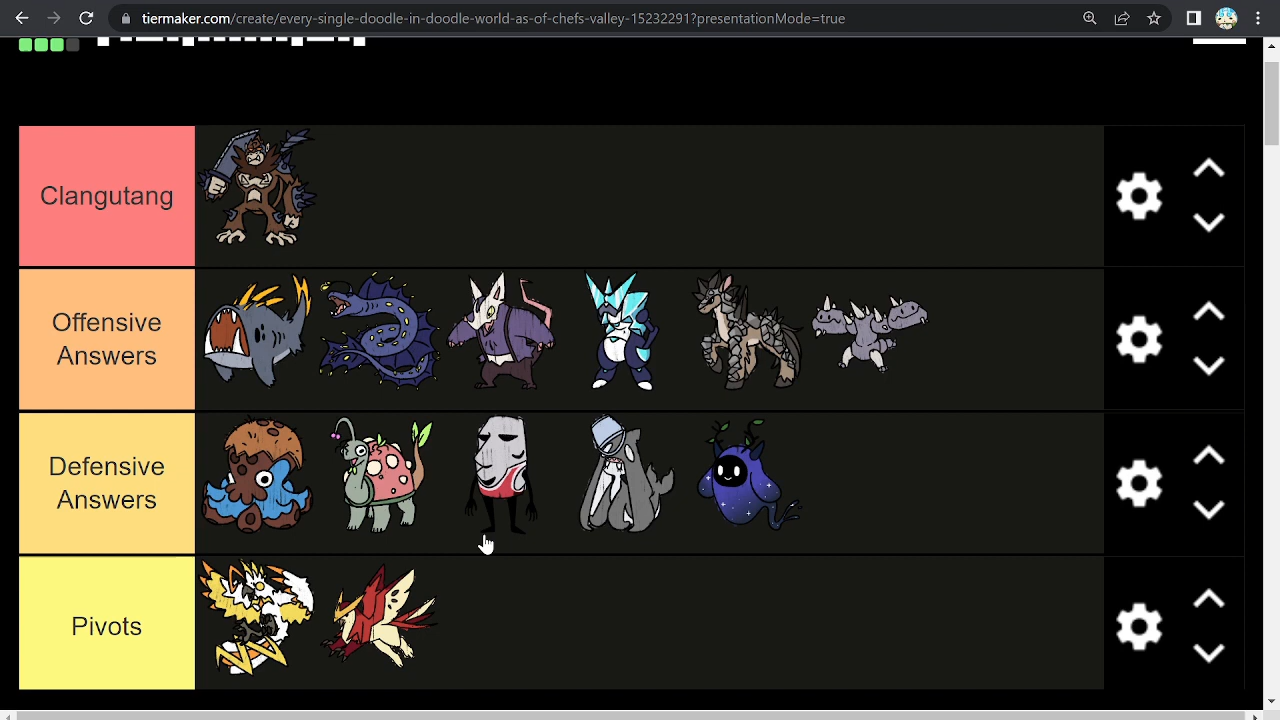 tiermaker.com/create/every-single-doodle-in-doodle-world-as-of-chefs-valley-15232291?presentationMode=true
Clangutang
Offensive
Answers
Defensive
Answers
Pivots